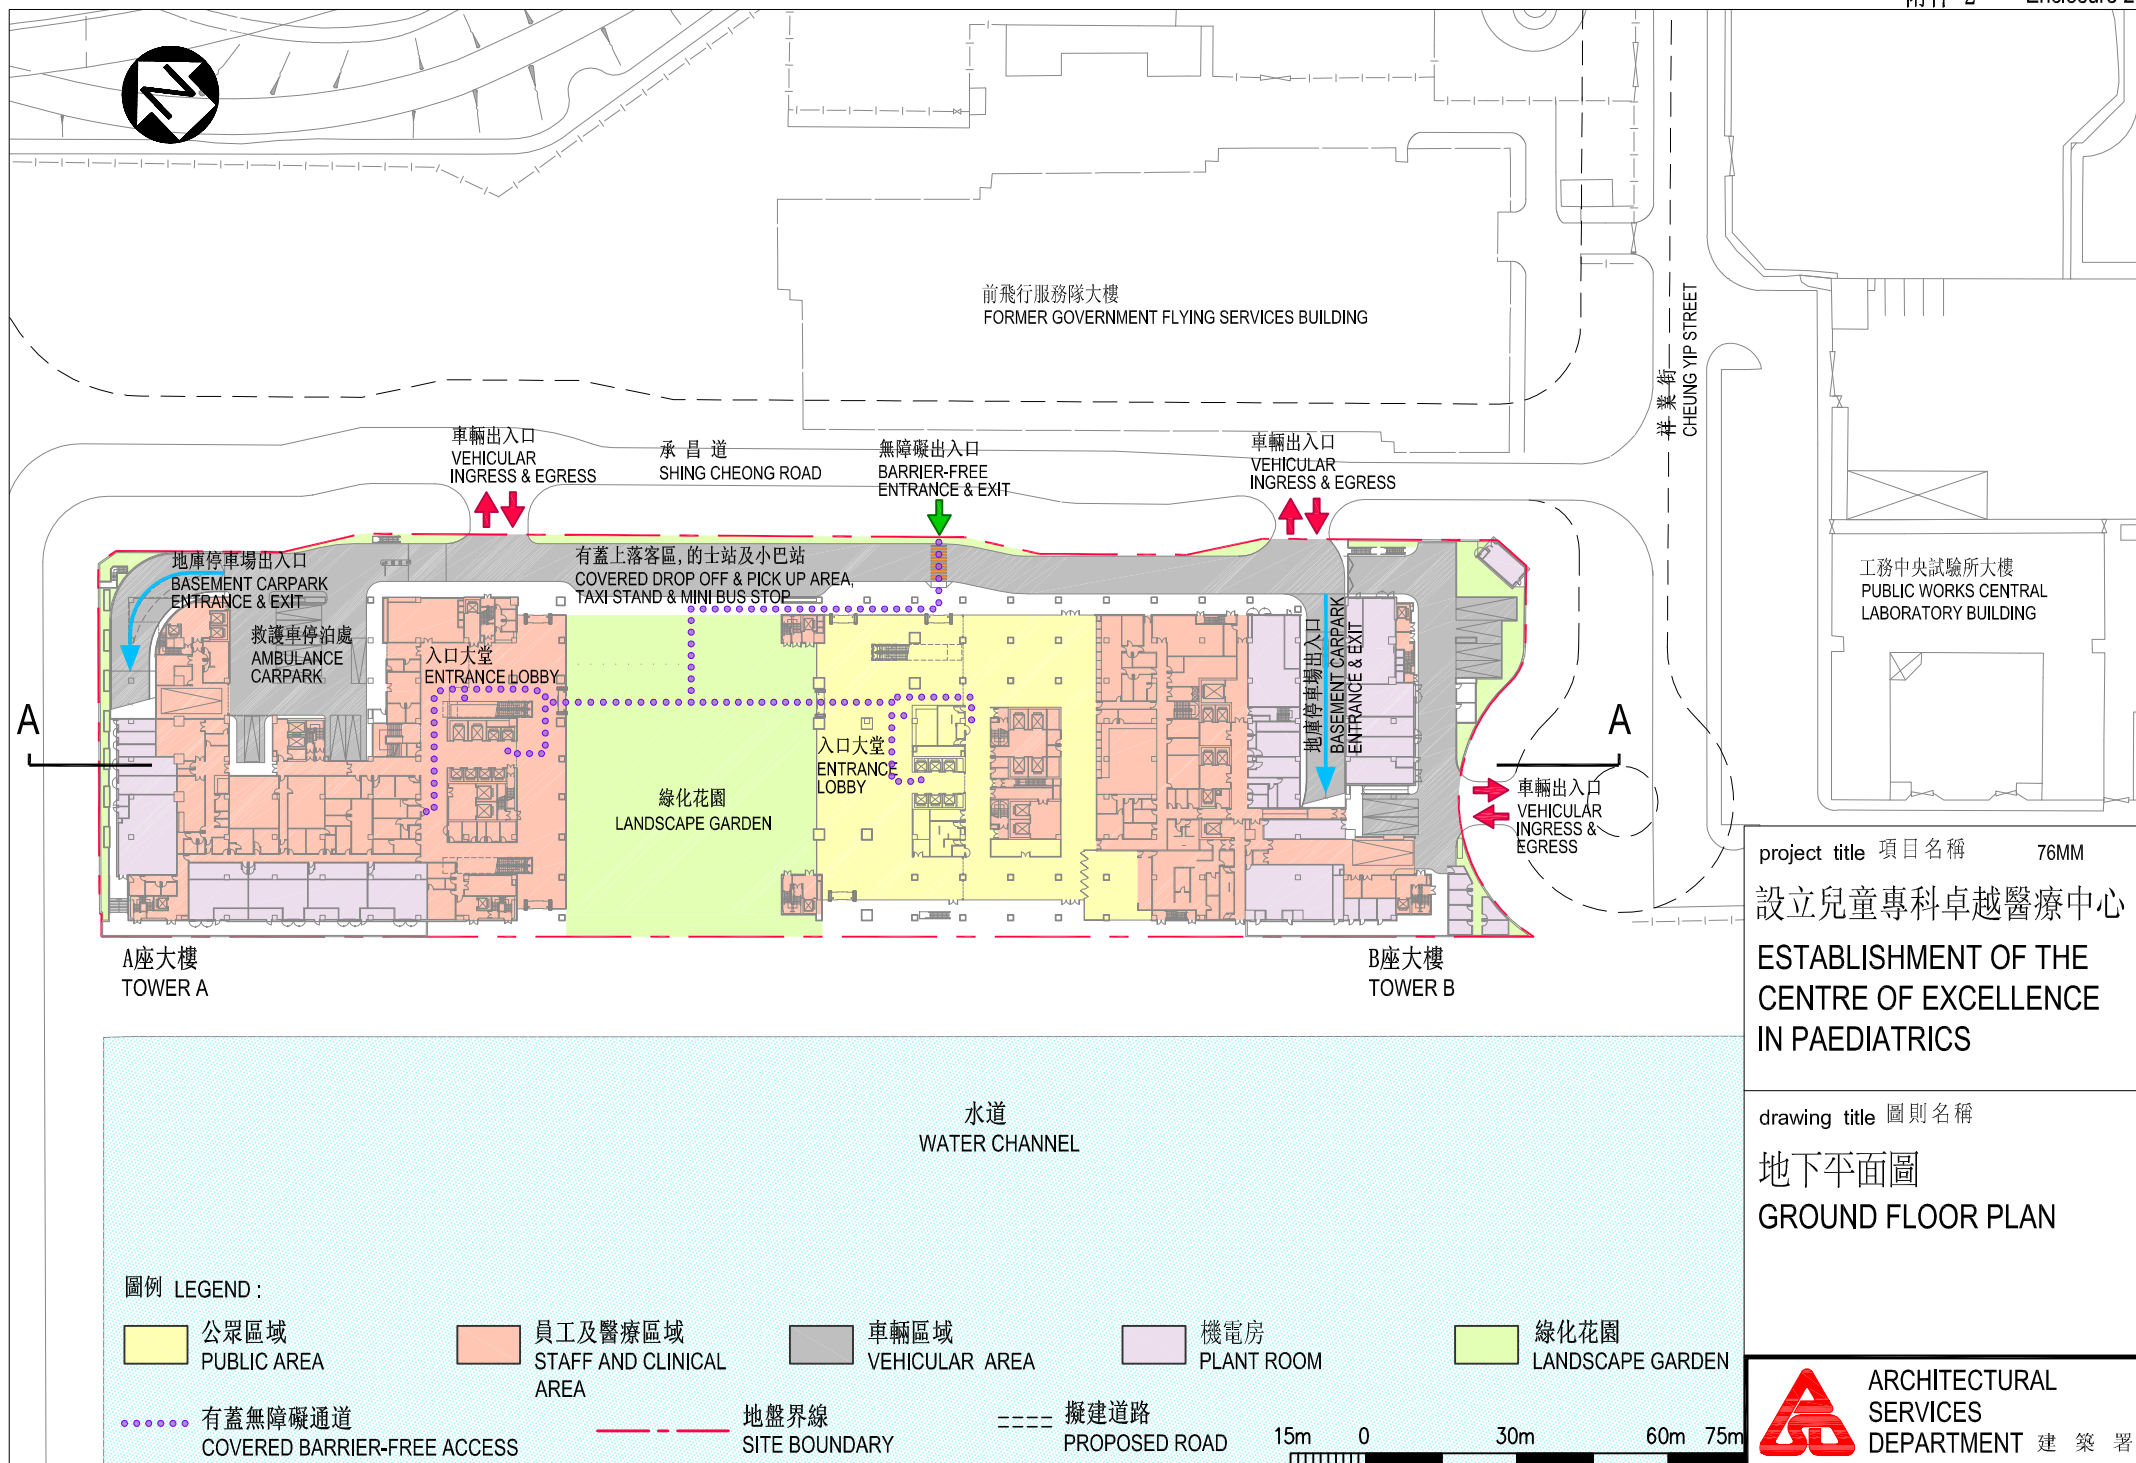 附件 2 Enclosure 2
前飛行服務隊大樓
FORMER GOVERNMENT FLYING SERVICES BUILDING
祥業街
CHEUNG YIP STREET
車輛出入口
VEHICULAR
INGRESS & EGRESS
承昌道
SHING CHEONG ROAD
無障礙出入口
BARRIER-FREE
ENTRANCE & EXIT
車輛出入口
VEHICULAR
INGRESS & EGRESS
地庫停車場出入口
BASEMENT CARPARK
ENTRANCE & EXIT
有蓋上落客區,的士站及小巴站
COVERED DROP OFF & PICK UP AREA,
TAXI STAND & MINI BUS STOP
救護車停泊處
AMBULANCE
CARPARK
入口大堂
ENTRANCE LOBBY
地庫停車場出入口
BASEMENT CARPARK
ENTRANCE & EXIT
工務中央試驗所大樓
PUBLIC WORKS CENTRAL
LABORATORY BUILDING
A
A
入口大堂
ENTRANCE
LOBBY
綠化花園
LANDSCAPE GARDEN
車輛出入口
VEHICULAR
INGRESS &
EGRESS
A座大樓
TOWER A
B座大樓
TOWER B
水道
WATER CHANNEL
project title 項目名稱 76MM
設立兒童專科卓越醫療中心
ESTABLISHMENT OF THE
CENTRE OF EXCELLENCE
IN PAEDIATRICS
drawing title 圖則名稱
地下平面圖
GROUND FLOOR PLAN
圖例 LEGEND :
公眾區域
PUBLIC AREA
員工及醫療區域
STAFF AND CLINICAL
AREA
車輛區域
VEHICULAR AREA
機電房
PLANT ROOM
綠化花園
LANDSCAPE GARDEN
有蓋無障礙通道
COVERED BARRIER-FREE ACCESS
地盤界線
SITE BOUNDARY
擬建道路
PROPOSED ROAD
15m 0 30m 60m 75m
ARCHITECTURAL
SERVICES
DEPARTMENT 建築署